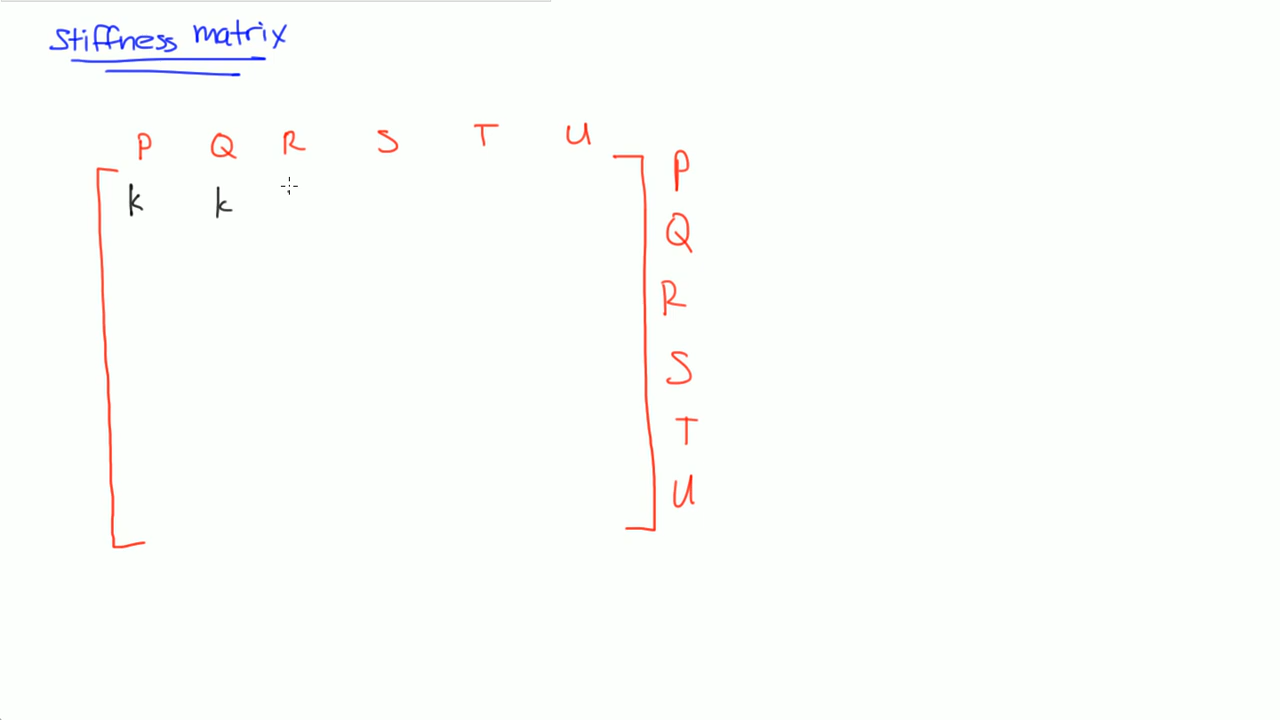 Stiffness matrix
P Q R S T U
k k
P
Q
R
S
T
U